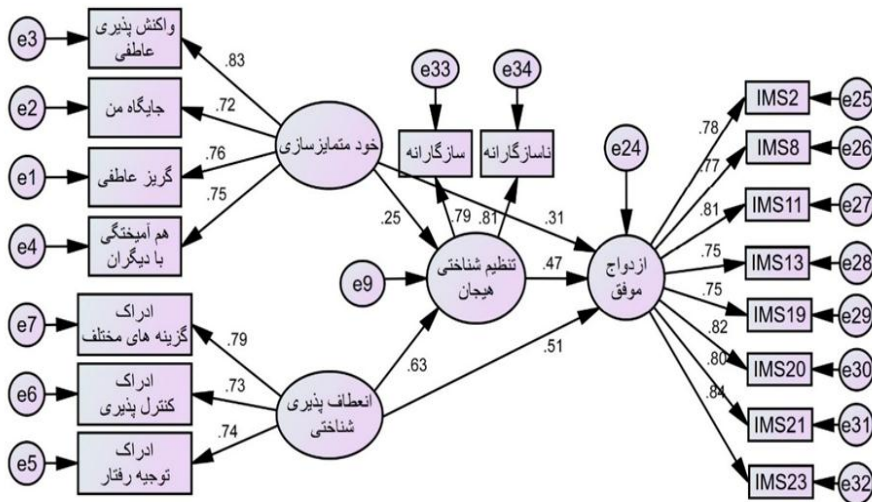 e3
واکنش پذیری
عاطفی
.83
e2
جایگاه من
.72
e1
گریز عاطفی
.76
e4
هم آمیختگی
با دیگران
.75
خود متمایزسازی
e7
ادراک
گزینه های مختلف
.79
e6
ادراک
کنترل پذیری
.73
e5
ادراک
توجیه رفتار
.74
انعطاف پذیری
شناختی
e33
e34
سازگارانه
ناسازگارانه
.79
.81
.25
.31
e9
تنظیم شناختی
هیجان
.47
.63
.51
e24
ازدواج
موفق
.78
IMS2
e25
.77
IMS8
e26
.81
IMS11
e27
.75
IMS13
e28
.75
IMS19
e29
.82
IMS20
e30
.80
IMS21
e31
.84
IMS23
e32